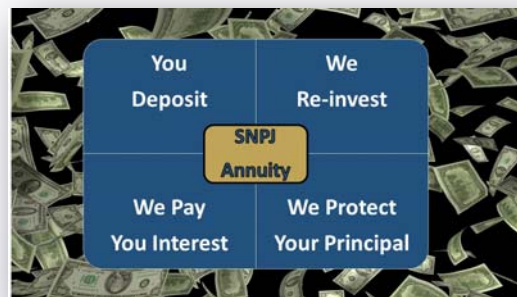 You
Deposit
We
Re-invest
SNPJ
Annuity
We Pay
You Interest
We Protect
Your Principal